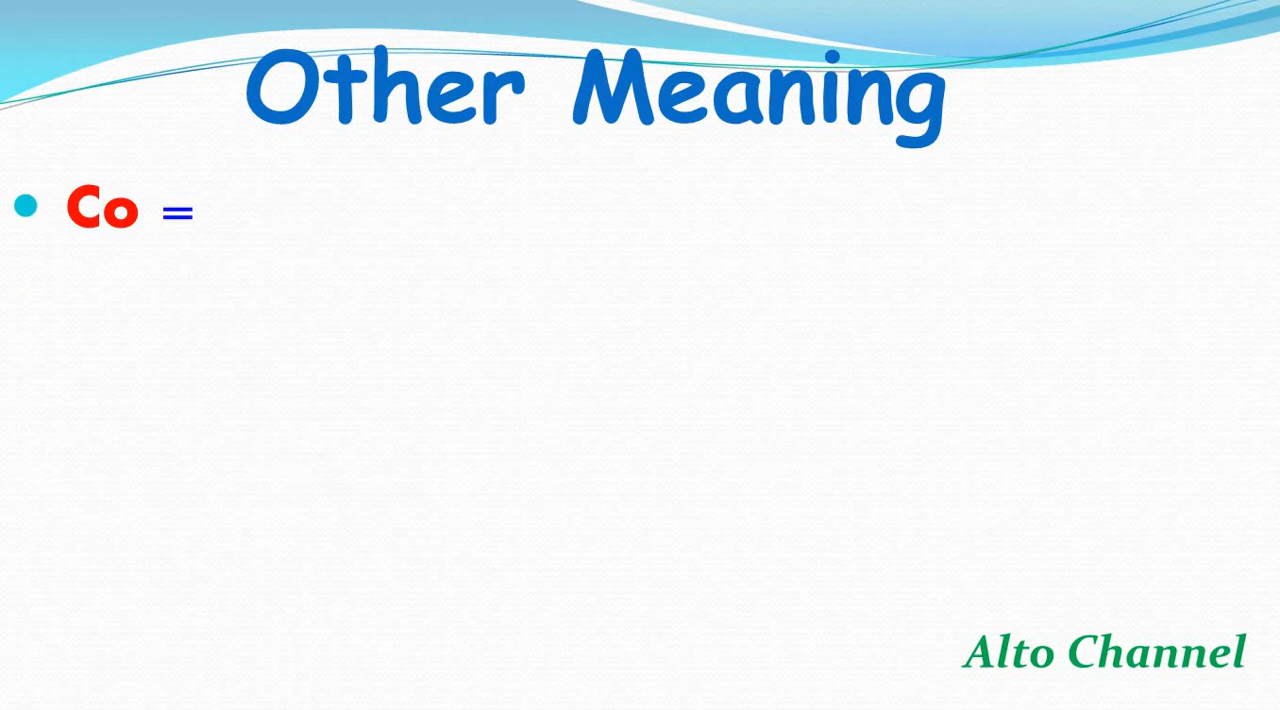 Other Meaning
• Co =
Alto Channel